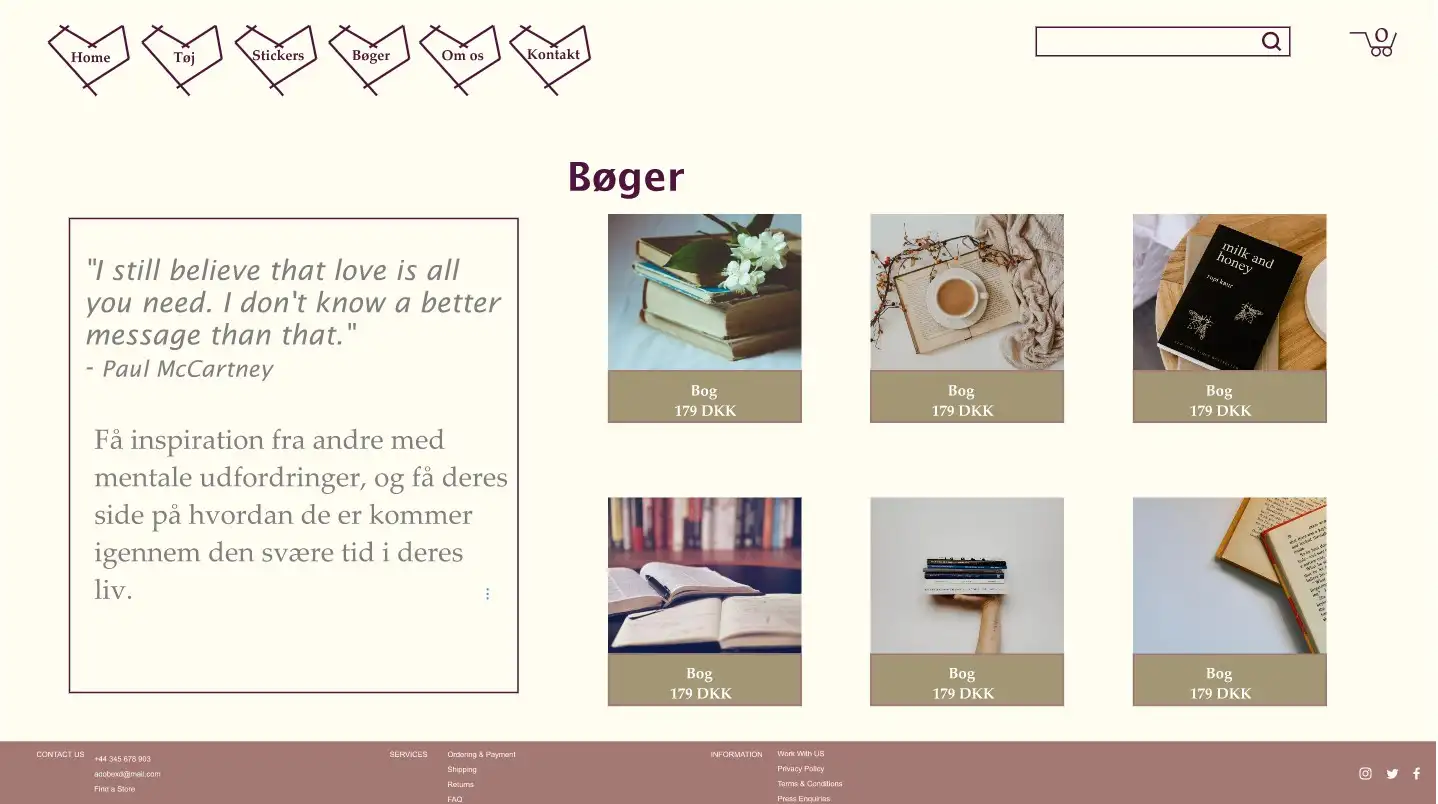 Home
Tøj
Stickers
Bøger
Om os
Kontakt
0
Bøger
"I still believe that love is all
you need. I don't know a better
message than that."
- Paul McCartney
Få inspiration fra andre med
mentale udfordringer, og få deres
side på hvordan de er kommer
igennem den svære tid i deres
liv.
Bog
179 DKK
Bog
179 DKK
milk and
honey
rupi kaur
Bog
179 DKK
Bog
179 DKK
Bog
179 DKK
Bog
179 DKK
CONTACT US
+44 345 678 903
adobexd@mail.com
Find a Store
SERVICES
Ordering & Payment
Shipping
Returns
FAQ
INFORMATION
Work With US
Privacy Policy
Terms & Conditions
Press Enquiries